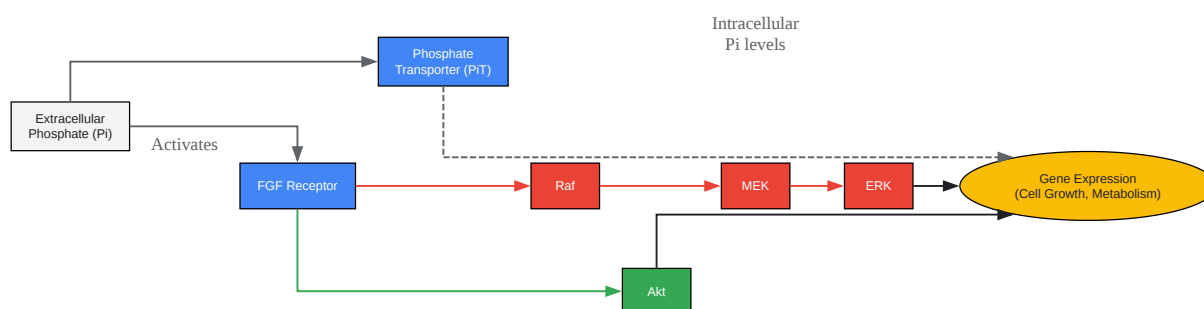 Intracellular
Pi levels
Phosphate
Transporter (PiT)
Extracellular
Phosphate (Pi)
Activates
FGF Receptor
Raf
MEK
ERK
Gene Expression
(Cell Growth, Metabolism)
Akt